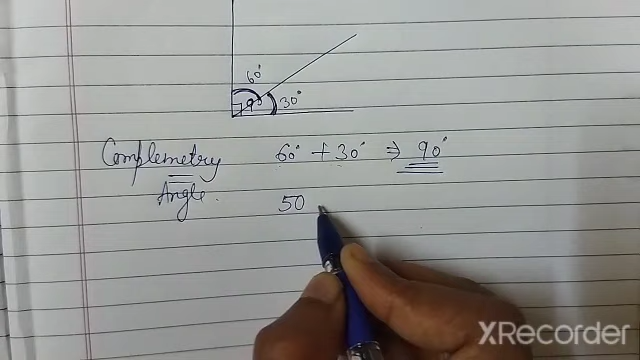 60°
90
30°
Complemetry 60° + 30° ⇒ 90°
Angle.
50
XRecorder